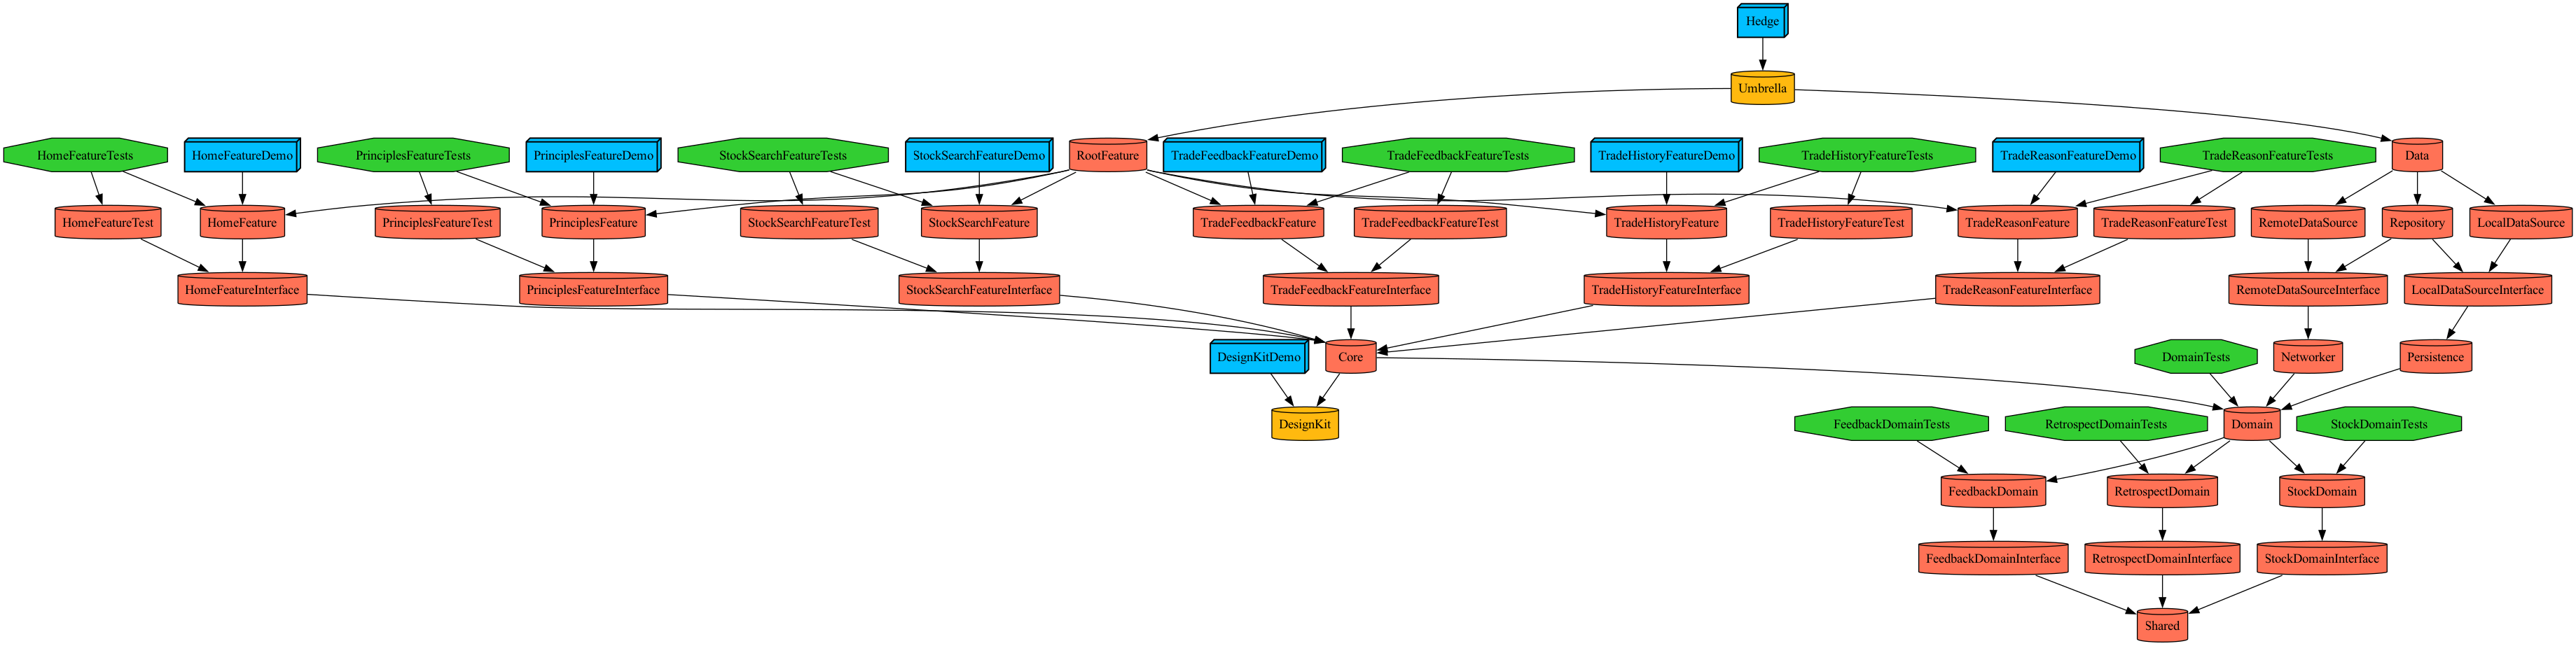 Hedge
Umbrella
HomeFeatureTests
HomeFeatureDemo
PrinciplesFeatureTests
PrinciplesFeatureDemo
StockSearchFeatureTests
StockSearchFeatureDemo
RootFeature
TradeFeedbackFeatureDemo
TradeFeedbackFeatureTests
TradeHistoryFeatureDemo
TradeHistoryFeatureTests
TradeReasonFeatureDemo
TradeReasonFeatureTests
Data
HomeFeatureTest
HomeFeature
PrinciplesFeatureTest
PrinciplesFeature
StockSearchFeatureTest
StockSearchFeature
TradeFeedbackFeature
TradeFeedbackFeatureTest
TradeHistoryFeature
TradeHistoryFeatureTest
TradeReasonFeature
TradeReasonFeatureTest
RemoteDataSource
Repository
LocalDataSource
HomeFeatureInterface
PrinciplesFeatureInterface
StockSearchFeatureInterface
TradeFeedbackFeatureInterface
TradeHistoryFeatureInterface
TradeReasonFeatureInterface
RemoteDataSourceInterface
LocalDataSourceInterface
DesignKitDemo
Core
DomainTests
Networker
Persistence
DesignKit
FeedbackDomainTests
RetrospectDomainTests
Domain
StockDomainTests
FeedbackDomain
RetrospectDomain
StockDomain
FeedbackDomainInterface
RetrospectDomainInterface
StockDomainInterface
Shared